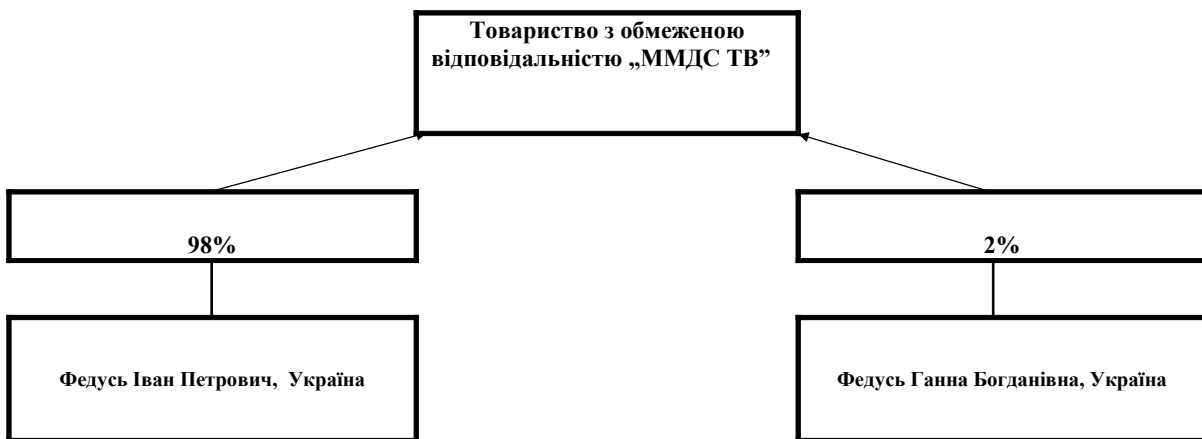 Товариство з обмеженою
відповідальністю „ММДС ТВ”
98%
2%
Федусь Іван Петрович, Україна
Федусь Ганна Богданівна, Україна